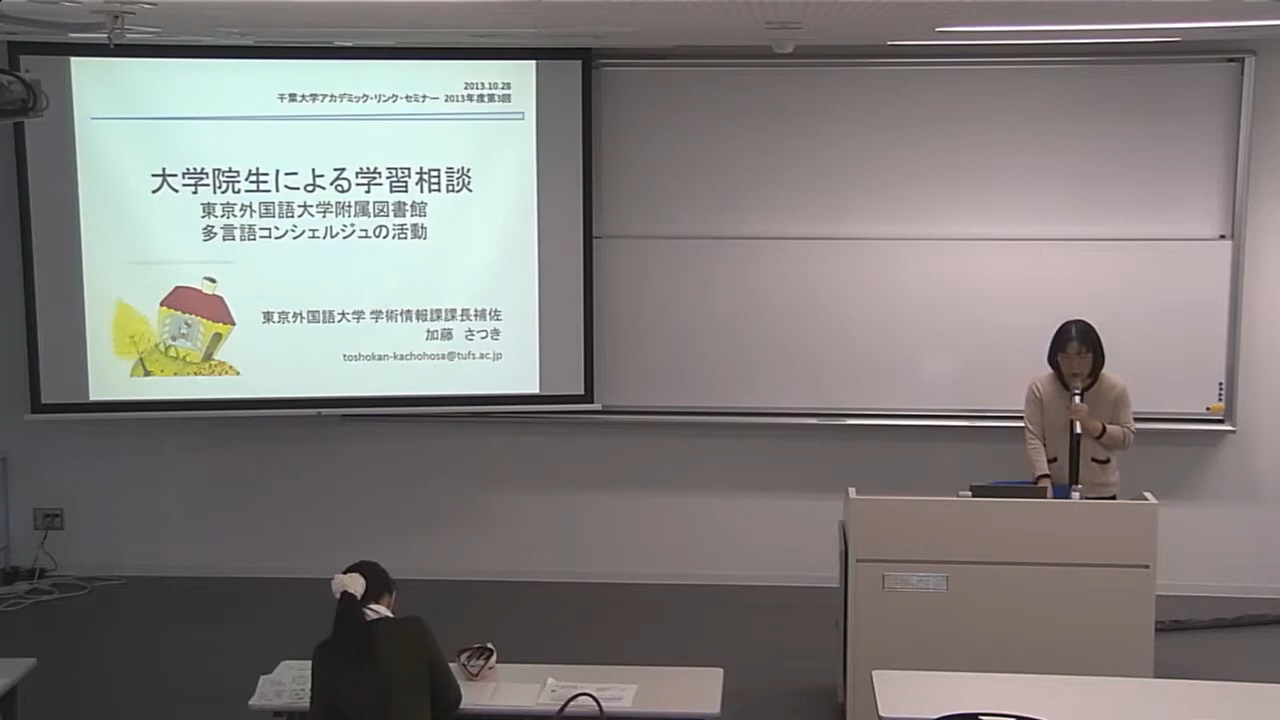 2013.10.28
千葉大学アカデミック・リンク・セミナー 2013年度第3回
大学院生による学習相談
東京外国語大学附属図書館
多言語コンシェルジュの活動
東京外国語大学 学術情報課課長補佐
加藤 さつき
toshokan-kachohosa@tufs.ac.jp